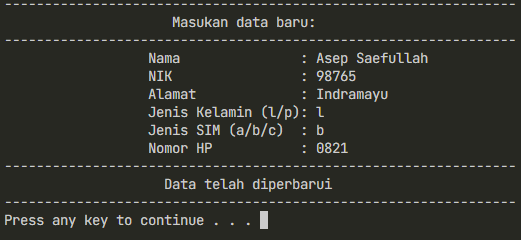 -----------------------------------------------------------------
Masukan data baru:
-----------------------------------------------------------------
Nama : Asep Saefullah
NIK : 98765
Alamat : Indramayu
Jenis Kelamin (l/p): l
Jenis SIM (a/b/c) : b
Nomor HP : 0821
-----------------------------------------------------------------
Data telah diperbarui
-----------------------------------------------------------------
Press any key to continue . . .